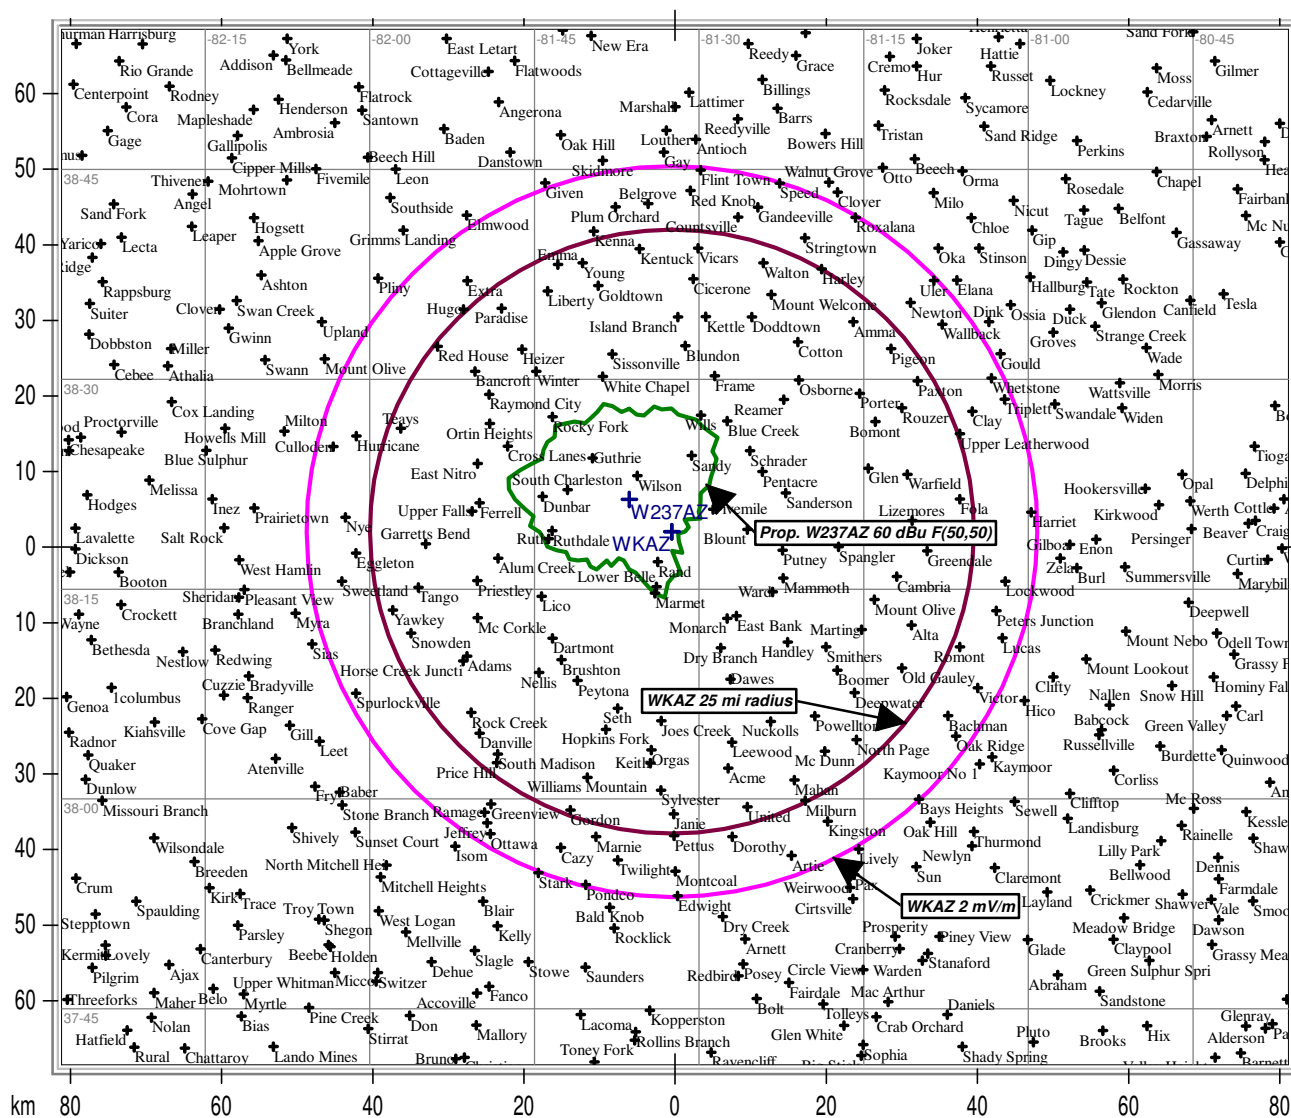 -82-15
-82-00
-81-45
-81-30
-81-15
-81-00
-80-45
Harrisburg
York
East Letart
New Era
Reedy
Joker
Hattie
Sand Fork
Rio Grande
Addison
Bellmeade
Cottageville
Flatwoods
Grace
Cremo
Hur
Russet
Moss
Gilmer
60
Centerpoint
Rodney
Henderson
Flatrock
Angerona
Marshall
Lattimer
Billings
Rocksdale
Sycamore
Lockney
Cedarville
Cora
Mapleshade
Ambrosia
Santown
Reedyville
Barrs
Gage
Gallipolis
Baden
Oak Hill
Louther
Antioch
Bowers Hill
Tristan
Sand Ridge
Perkins
Braxton
Arnett
Rollyson
50
Cipper Mills
Fivemile
Beech Hill
Leon
Danstown
Skidmore
Gay
Flint Town
Walnut Grove
Otto
Beech
Orma
Chapel
38-45
Thivener
Angel
Mohrtown
Southside
Given
Belgrove
Red Knob
Speed
Clover
Milo
Nicut
Rosedale
Sand Fork
Hogsett
Elmwood
Plum Orchard
Countsville
Gandeeville
Roxalana
Chloe
Tague
Belfont
40
Yarico
Lecta
Leaper
Apple Grove
Grimms Landing
Kenna
Stringtown
Gip
Gassaway
Emma
Kentuck
Vicars
Oka
Stinson
Dingy
Dessie
Rappsburg
Ashton
Pliny
Extra
Young
Goldtown
Cicerone
Walton
Harley
Uler
Elana
Hallburg
Tate
Rockton
Suiter
Clover
Swan Creek
Hugo
Paradise
Liberty
Mount Welcome
Newton
Ossia
Duck
Glendon
Canfield
Tesla
30
Dobbston
Gwinn
Upland
Island Branch
Kettle
Doddtown
Amma
Wallback
Dink
Groves
Strange Creek
Cebee
Miller
Athalia
Swann
Mount Olive
Red House
Heizer
Sissonville
Blundon
Cotton
Pigeon
Gould
Wade
38-30
Bancroft
Winter
White Chapel
Frame
Osborne
Paxton
Whetstone
Wattsville
Morris
20
Cox Landing
Raymond City
Reamer
Porter
Rouzer
Clay
Triplett
Swandale
Widen
Proctorville
Howells Mill
Milton
Teays
Ortin Heights
Rocky Fork
Wills
Blue Creek
Bomont
Upper Leatherwood
Chesapeake
Blue Sulphur
Culloden
Hurricane
Cross Lanes
Guthrie
Sandy
Schrader
10
Melissa
East Nitro
South Charleston
Wilson
Pentacre
Glen
Warfield
Hookersville
Opal
Delphi
Hodges
Inez
Prairietown
Nye
Upper Falls
Ferrell
Dunbar
W237AZ
Nemile
Sanderson
Lizemores
Fola
Harriet
Kirkwood
Werth
Cottle
0
Lavalette
Salt Rock
Garretts Bend
Ruth
Ruthdale
WKAZ
Blount
Prop. W237AZ 60 dBu F(50,50)
Gilboa
Enon
Persinger
Beaver
Dickson
West Hamlin
Eggleton
Alum Creek
Lower Belle
Rand
Putney
Spangler
Greendale
Zela
Burl
Summersville
Curtin
38-15
Booton
Sheridan
Pleasant View
Sweetland
Tango
Priestley
Marmet
Ward
Mammoth
Cambria
Lockwood
Wayne
Crockett
Branchland
Myra
Yawkey
Lico
Mc Corkle
Monarch
East Bank
Mount Olive
Peters Junction
Deepwell
10
Bethesda
Nestlow
Redwing
Sias
Snowden
Dartmont
Handley
Marting
Alta
Lucas
Mount Nebo
Odell Town
Horse Creek Juncti
Adams
Brushton
Dry Branch
Smithers
Romont
Mount Lookout
20
Genoa
Icolumbus
Cuzzie
Bradyville
Ranger
Spurlockville
Nellis
Peytona
Dawes
Boomer
Old Gauley
Victor
Clifty
Nallen
Snow Hill
Radnor
Kiahsville
Cove Gap
Gill
Rock Creek
Seth
WKAZ 25 mi radius
Deepwater
Hico
Babcock
Green Valley
Carl
Quaker
Leet
Danville
Hopkins Fork
Joes Creek
Nuckolls
Powellton
Bachman
Russellville
Burdette
Quinwood
30
Dunlow
Atenville
Price Hill
South Madison
Keith
Orgas
Leewood
Mc Dunn
North Page
Oak Ridge
Kaymoor
Corliss
Missouri Branch
Fry
Baber
Williams Mountain
Acme
Mahan
Kaymoor No 1
38-00
Stone Branch
Ramage
Greenview
Gordon
Sylvester
Janie
United
Milburn
Bays Heights
Sewell
Clifftop
Mc Ross
40
Wilsondale
Shively
Sunset Court
Jeffrey
Ottawa
Marnie
Pettus
Dorothy
Kingston
Oak Hill
Thurmond
Landisburg
Rainelle
Breeden
North Mitchell Hei
Isom
Cazy
Twilight
Artie
Lively
Newlyn
Lilly Park
Crum
Kirk
Trace
Mitchell Heights
Stark
Pondco
Montcoal
Weirwood
Pax
Sun
Claremont
Bellwood
Dennis
Farmdale
50
Stepptown
Spaulding
Troy Town
West Logan
Blair
Bald Knob
Edwight
Cirtsville
WKAZ 2 mV/m
Layland
Crickmer
Shawver
Vale
Parsley
Shegon
Mellville
Kelly
Rocklick
Dry Creek
Prosperity
Piney View
Meadow Bridge
Dawson
Kermit
Lovely
Canterbury
Beebe
Holden
Slagle
Arnett
Cranberry
Stanaford
Glade
Claypool
Grassy Mea
Pilgrim
Ajax
Upper Whitman
Micco
Switzer
Dehue
Stowe
Saunders
Redbird
Posey
Circle View
Warden
Abraham
Green Sulphur Spri
60
Threeforks
Maher
Belo
Myrtle
Accoville
Fanco
Fairdale
Mac Arthur
Daniels
Sandstone
37-45
Nolan
Bias
Pine Creek
Don
Mallory
Lacoma
Kopperston
Bolt
Tolleys
Crab Orchard
Glenray
Hatfield
Stirrat
Rollins Branch
Glen White
Pluto
Brooks
Hix
Alderson
Rural
Chattaroy
Lando Mines
Toney Fork
Ravencliff
Sophia
Shady Spring
km
80
60
40
20
0
20
40
60
80